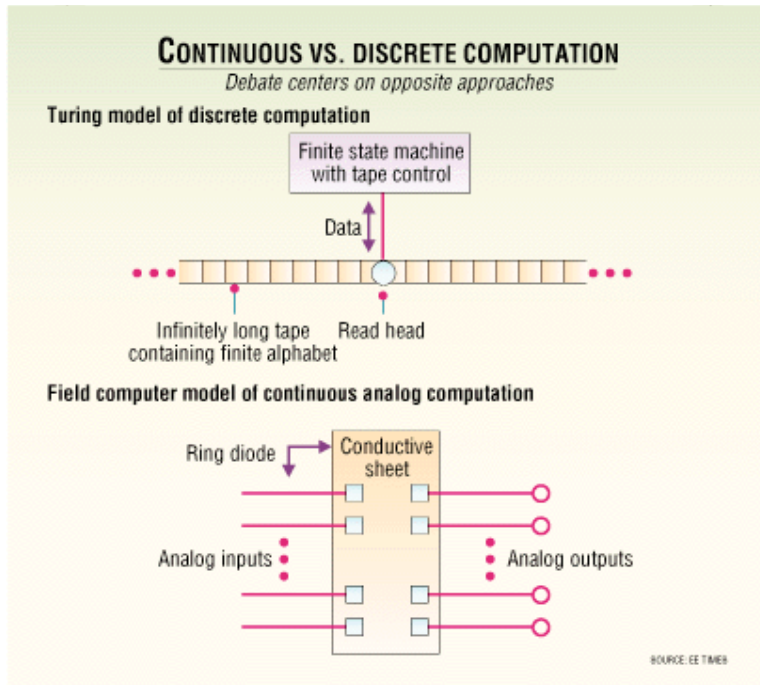 CONTINUOUS VS. DISCRETE COMPUTATION
Debate centers on opposite approaches
Turing model of discrete computation
Finite state machine
with tape control
Data
Infinitely long tape
containing finite alphabet
Read head
Field computer model of continuous analog computation
Ring diode
Conductive
sheet
Analog inputs
Analog outputs
SOURCE: EE TIMES